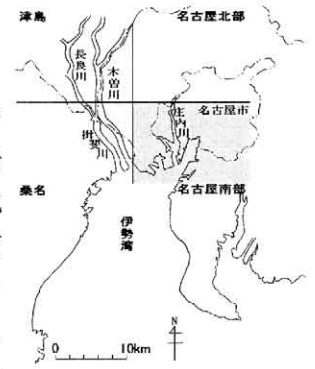 津島
名古屋北部
長良川
木曽川
庄内川
名古屋市
揖斐川
桑名
名古屋南部
伊勢湾
N
0 10km